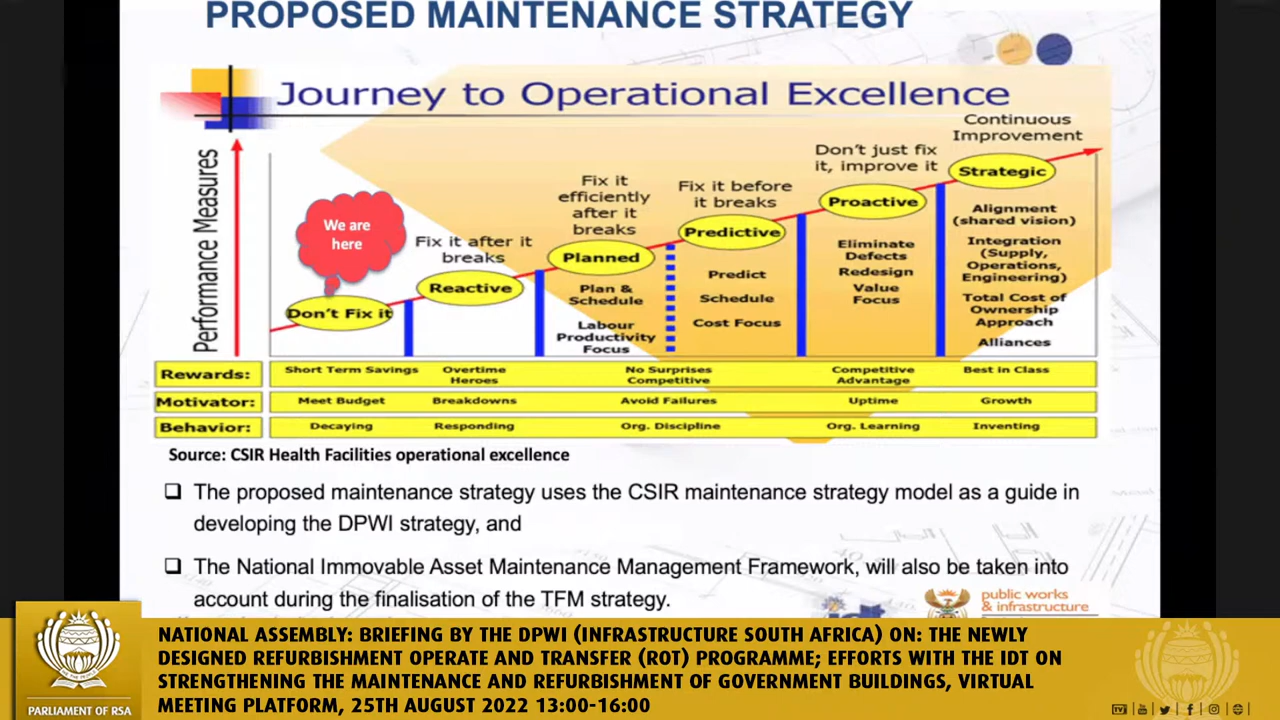 PROPOSED MAINTENANCE STRATEGY
Journey to Operational Excellence
Performance Measures
Continuous
Improvement
Don't just fix
it, improve it
Fix it before
it breaks
Fix it
efficiently
after it
breaks
Fix it after it
breaks
We are
here
Don't Fix it
Reactive
Planned
Predictive
Proactive
Strategic
Plan &
Schedule
Labour
Productivity
Focus
Predict
Schedule
Cost Focus
Eliminate
Defects
Redesign
Value
Focus
Alignment
(shared vision)
Integration
(Supply,
Operations,
Engineering)
Total Cost of
Ownership
Approach
Alliances
Rewards: Short Term Savings Overtime Heroes No Surprises Competitive Competitive Advantage Best in Class
Motivator: Meet Budget Breakdowns Avoid Failures Uptime Growth
Behavior: Decaying Responding Org. Discipline Org. Learning Inventing
Source: CSIR Health Facilities operational excellence
❑ The proposed maintenance strategy uses the CSIR maintenance strategy model as a guide in
developing the DPWI strategy, and
❑ The National Immovable Asset Maintenance Management Framework, will also be taken into
account during the finalisation of the TFM strategy.
public works
& infrastructure
NATIONAL ASSEMBLY: BRIEFING BY THE DPWI (INFRASTRUCTURE SOUTH AFRICA) ON: THE NEWLY
DESIGNED REFURBISHMENT OPERATE AND TRANSFER (ROT) PROGRAMME; EFFORTS WITH THE IDT ON
STRENGTHENING THE MAINTENANCE AND REFURBISHMENT OF GOVERNMENT BUILDINGS, VIRTUAL
MEETING PLATFORM, 25TH AUGUST 2022 13:00-16:00
PARLIAMENT OF RSA